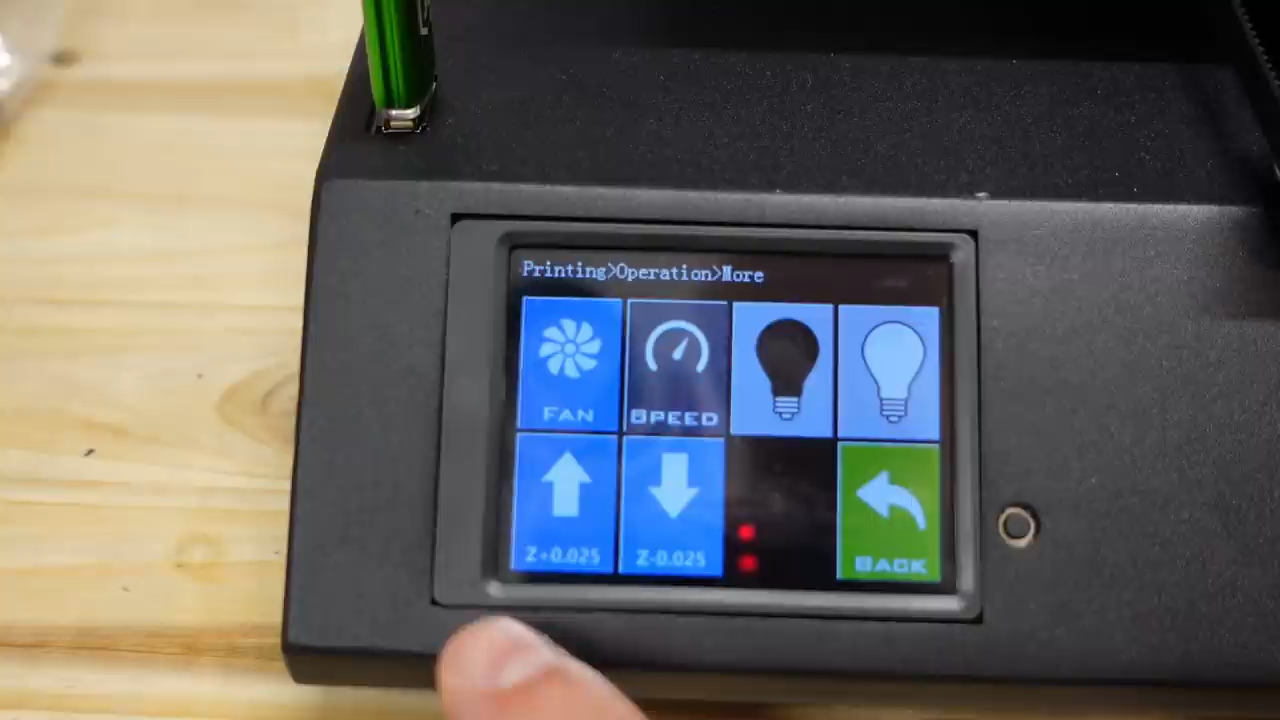 Printing>Operation>More
FAN
SPEED
Z+0.025
Z-0.025
BACK